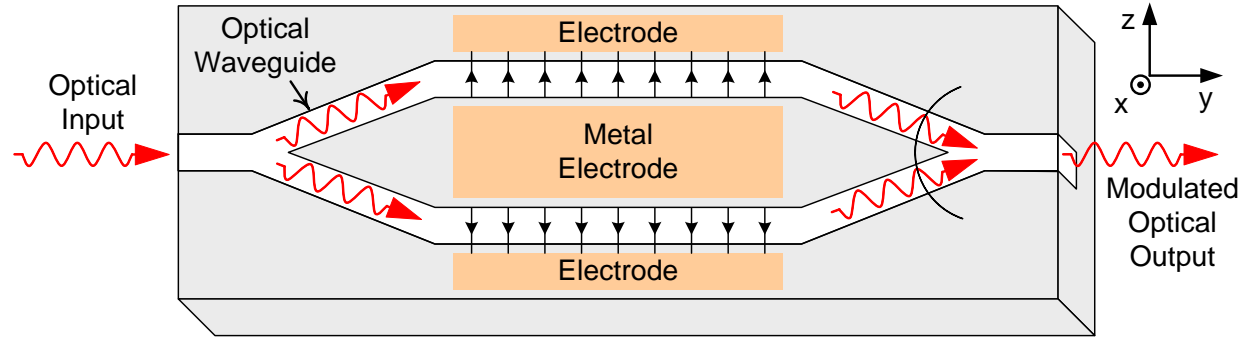 Optical
Waveguide
Electrode
Optical
Input
Metal
Electrode
Electrode
z
x
y
Modulated
Optical
Output